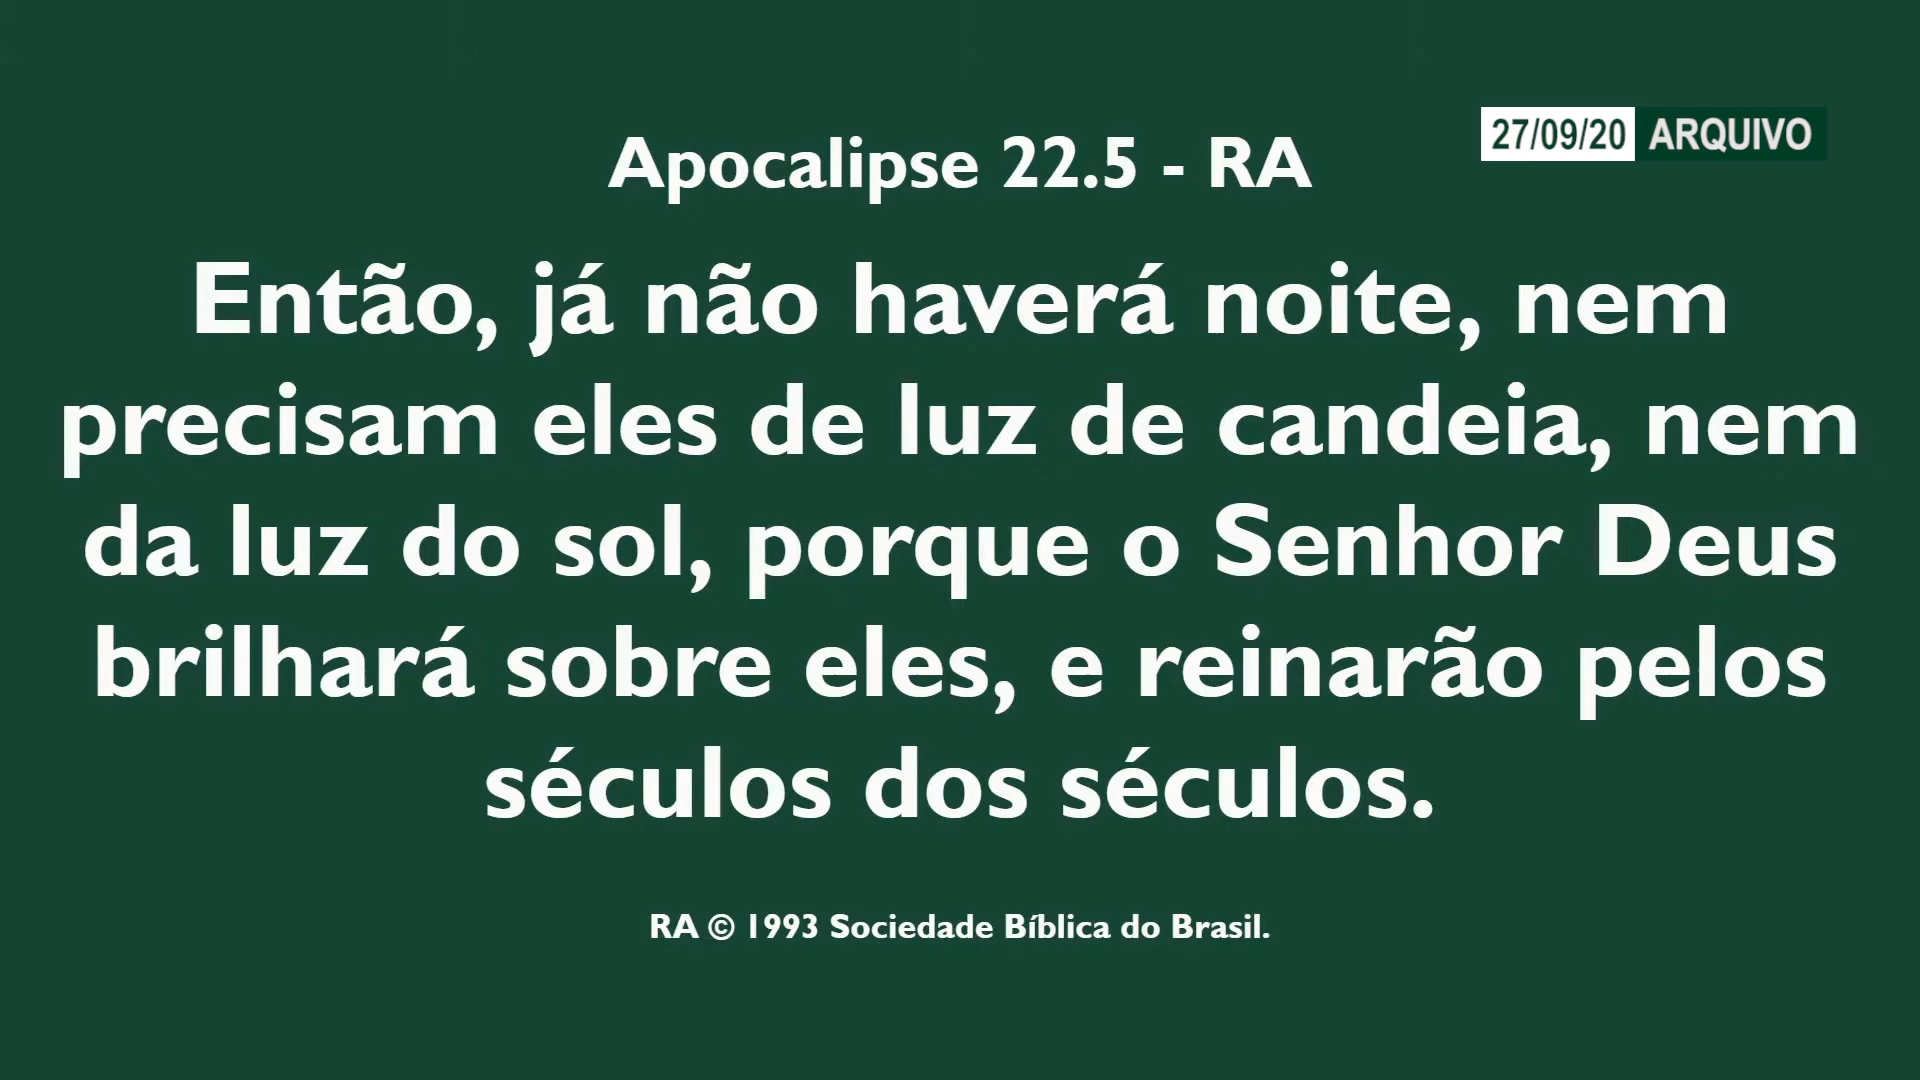 27/09/20 ARQUIVO
Apocalipse 22.5 - RA
Então, já não haverá noite, nem
precisam eles de luz de candeia, nem
da luz do sol, porque o Senhor Deus
brilhará sobre eles, e reinarão pelos
séculos dos séculos.
RA © 1993 Sociedade Bíblica do Brasil.